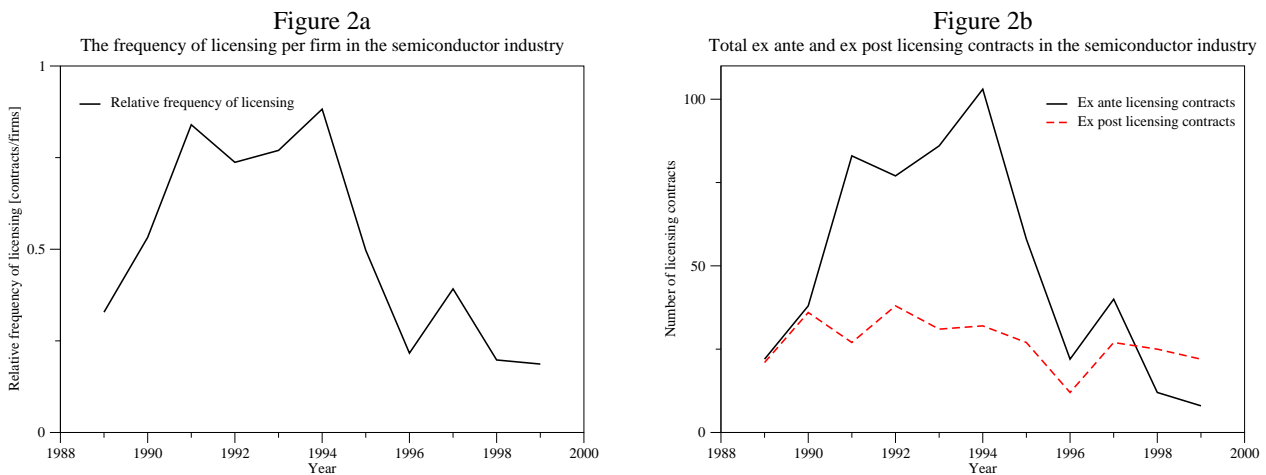 Figure 2a
The frequency of licensing per firm in the semiconductor industry
Relative frequency of licensing [contracts/firms]
1
0.5
0
Relative frequency of licensing
1988
1990
1992
1994
1996
1998
2000
Year
Figure 2b
Total ex ante and ex post licensing contracts in the semiconductor industry
Number of licensing contracts
100
50
0
Ex ante licensing contracts
Ex post licensing contracts
1988
1990
1992
1994
1996
1998
2000
Year